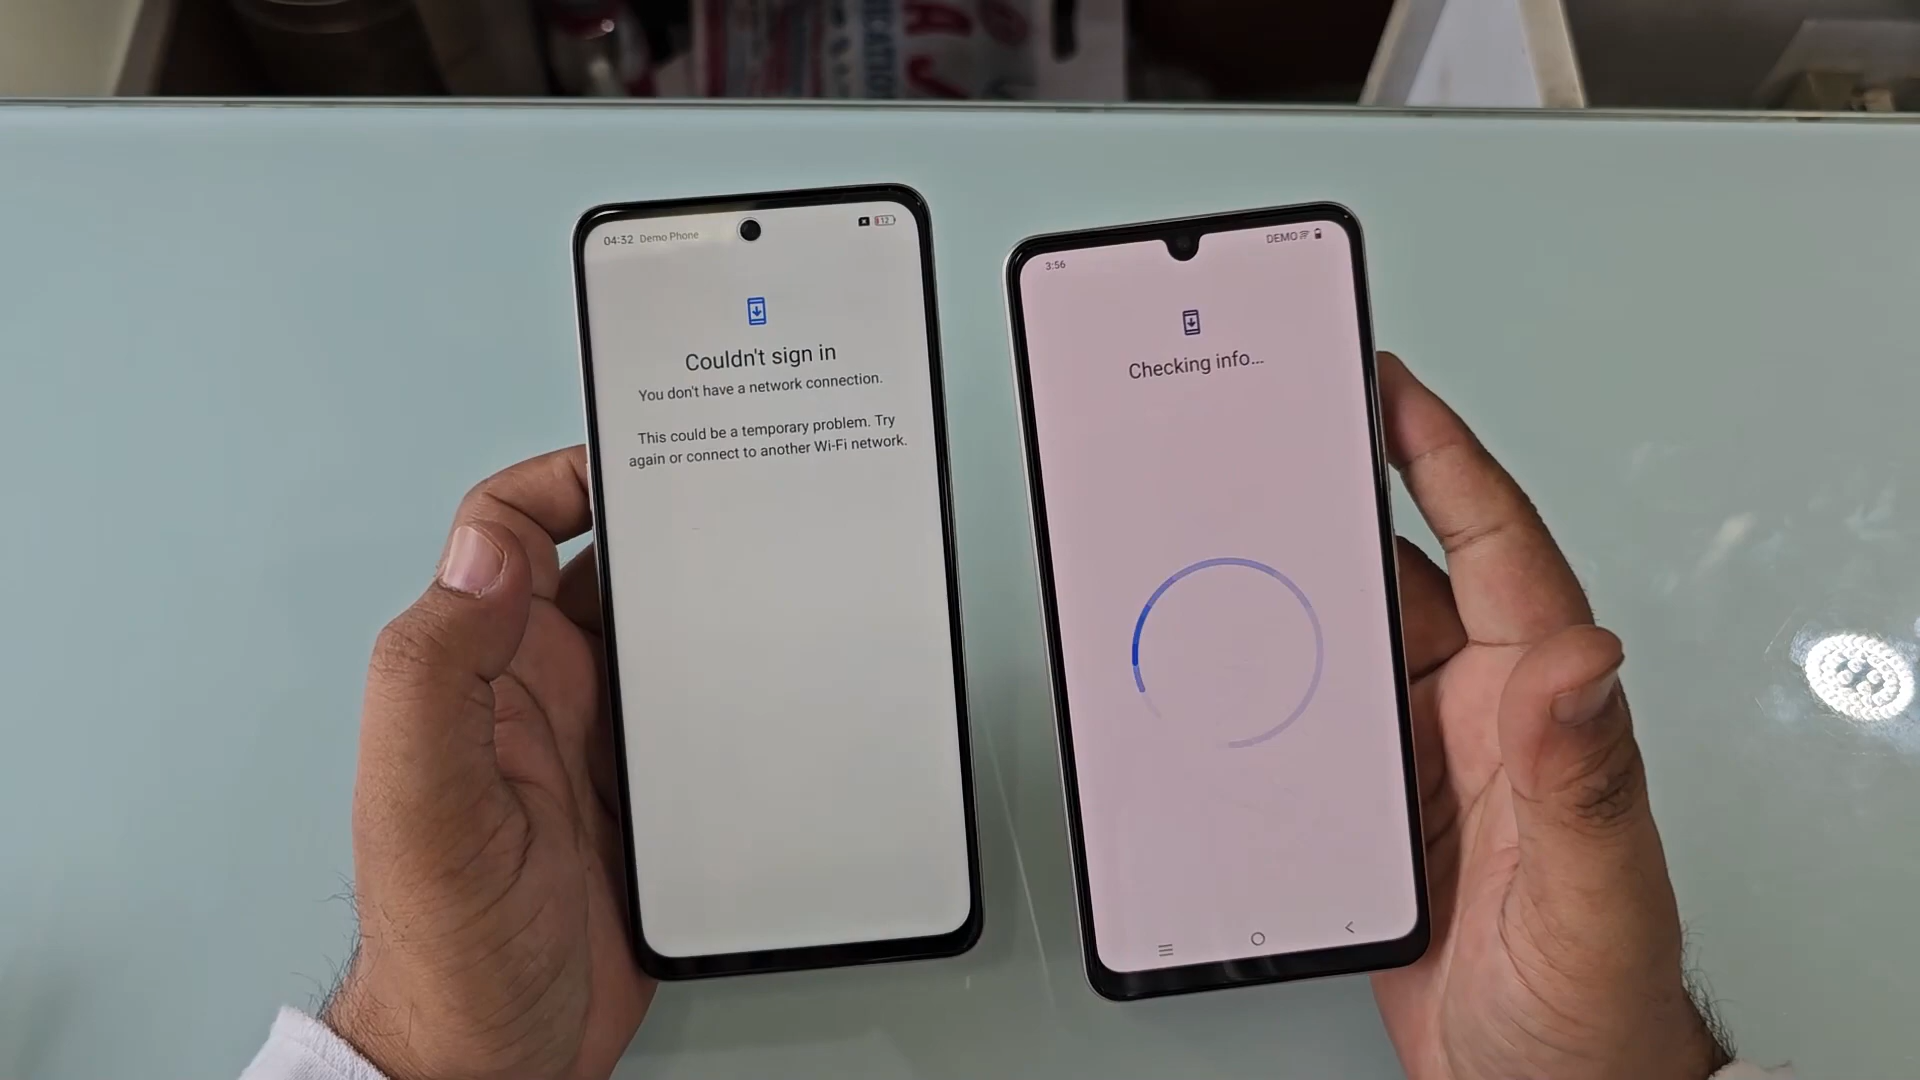 04:32 Demo Phone
12
Couldn't sign in
You don't have a network connection.
This could be a temporary problem. Try
again or connect to another Wi-Fi network.
3:56
DEMO
Checking info...